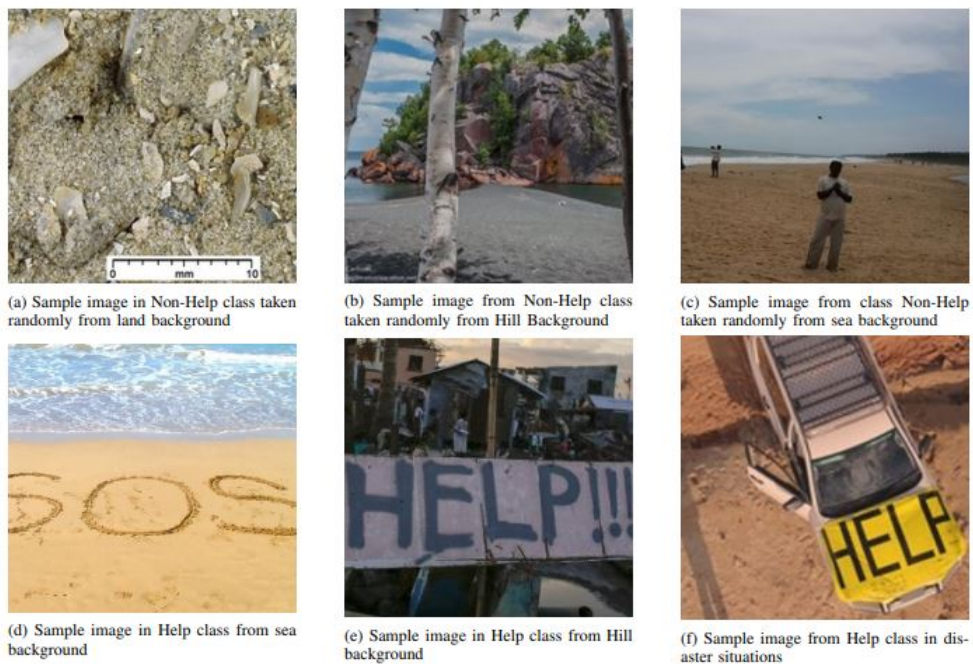 0 mm 10
(a) Sample image in Non-Help class taken
randomly from land background
(b) Sample image from Non-Help class
taken randomly from Hill Background
(c) Sample image from class Non-Help
taken randomly from sea background
SOS
HELP!!!
HELP
(d) Sample image in Help class from sea
background
(e) Sample image in Help class from Hill
background
(f) Sample image from Help class in dis-
aster situations